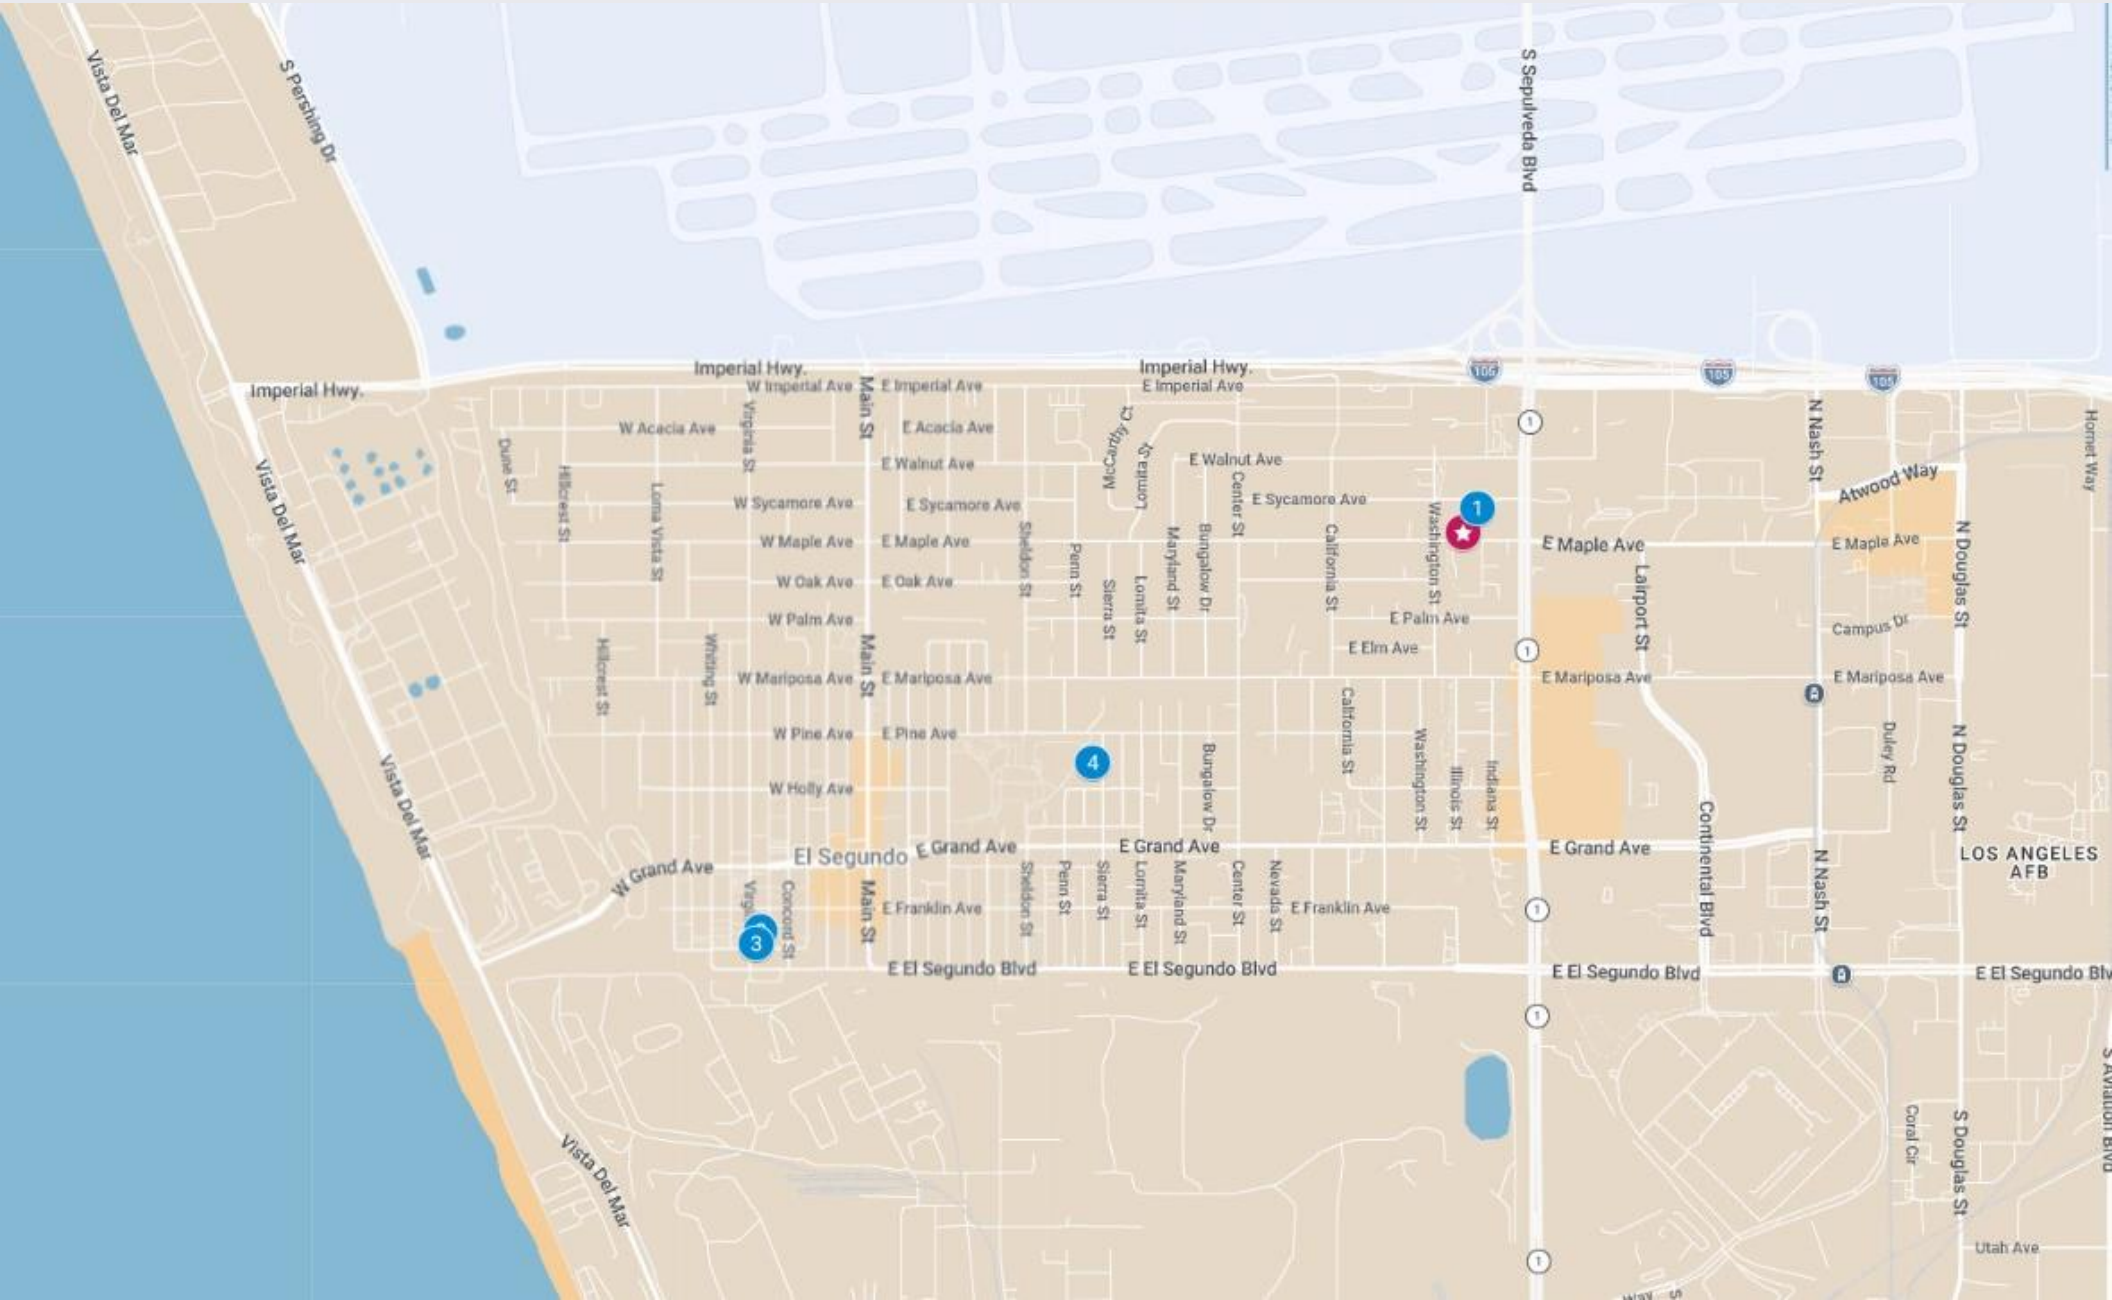 Vista Del Mar
S Pershing Dr
S Sepulveda Blvd
Imperial Hwy.
Imperial Hwy.
Imperial Hwy.
105
105
105
W Imperial Ave
E Imperial Ave
E Imperial Ave
Main St
W Acacia Ave
Virginia St
E Acacia Ave
McCarthy Ct
1
N Nash St
Hornet Way
Dune St
Hillcrest St
Loma Vista St
E Walnut Ave
Lomita St
E Walnut Ave
Vista Del Mar
W Sycamore Ave
E Sycamore Ave
Center St
E Sycamore Ave
Washington St
1
Atwood Way
W Maple Ave
E Maple Ave
Sheldon St
Penn St
Maryland St
Bungalow Dr
California St
E Maple Ave
E Maple Ave
N Douglas St
W Oak Ave
E Oak Ave
Sierra St
Lomita St
Lairport St
W Palm Ave
E Palm Ave
Campus Dr
Hillcrest St
Whiting St
Main St
E Elm Ave
1
W Mariposa Ave
E Mariposa Ave
E Mariposa Ave
E Mariposa Ave
California St
W Pine Ave
E Pine Ave
4
Bungalow Dr
Washington St
Illinois St
Indiana St
Duley Rd
N Douglas St
Vista Del Mar
W Holly Ave
Continental Blvd
W Grand Ave
El Segundo
E Grand Ave
E Grand Ave
E Grand Ave
N Nash St
LOS ANGELES
AFB
Concord St
Main St
E Franklin Ave
Sheldon St
Penn St
Sierra St
Lomita St
Maryland St
Center St
Nevada St
E Franklin Ave
1
3
E El Segundo Blvd
E El Segundo Blvd
E El Segundo Blvd
E El Segundo Blv
1
S Aviation Blvd
Vista Del Mar
Coral Cir
S Douglas St
1
Utah Ave
Way
S